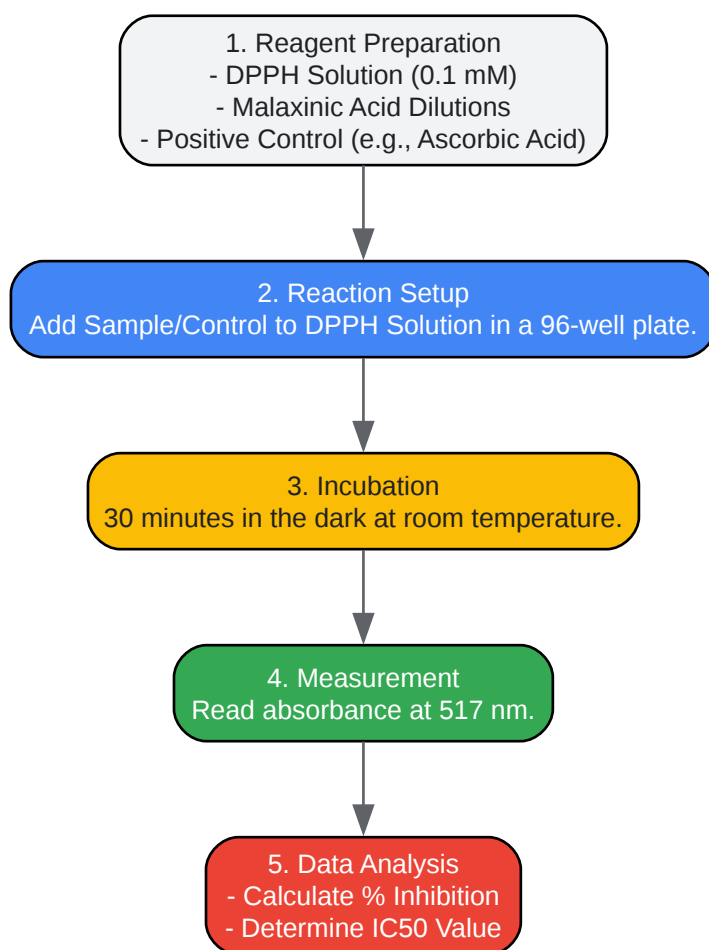 1. Reagent Preparation
- DPPH Solution (0.1 mM)
- Malaxinic Acid Dilutions
- Positive Control (e.g., Ascorbic Acid)
2. Reaction Setup
Add Sample/Control to DPPH Solution in a 96-well plate.
3. Incubation
30 minutes in the dark at room temperature.
4. Measurement
Read absorbance at 517 nm.
5. Data Analysis
- Calculate % Inhibition
- Determine IC50 Value